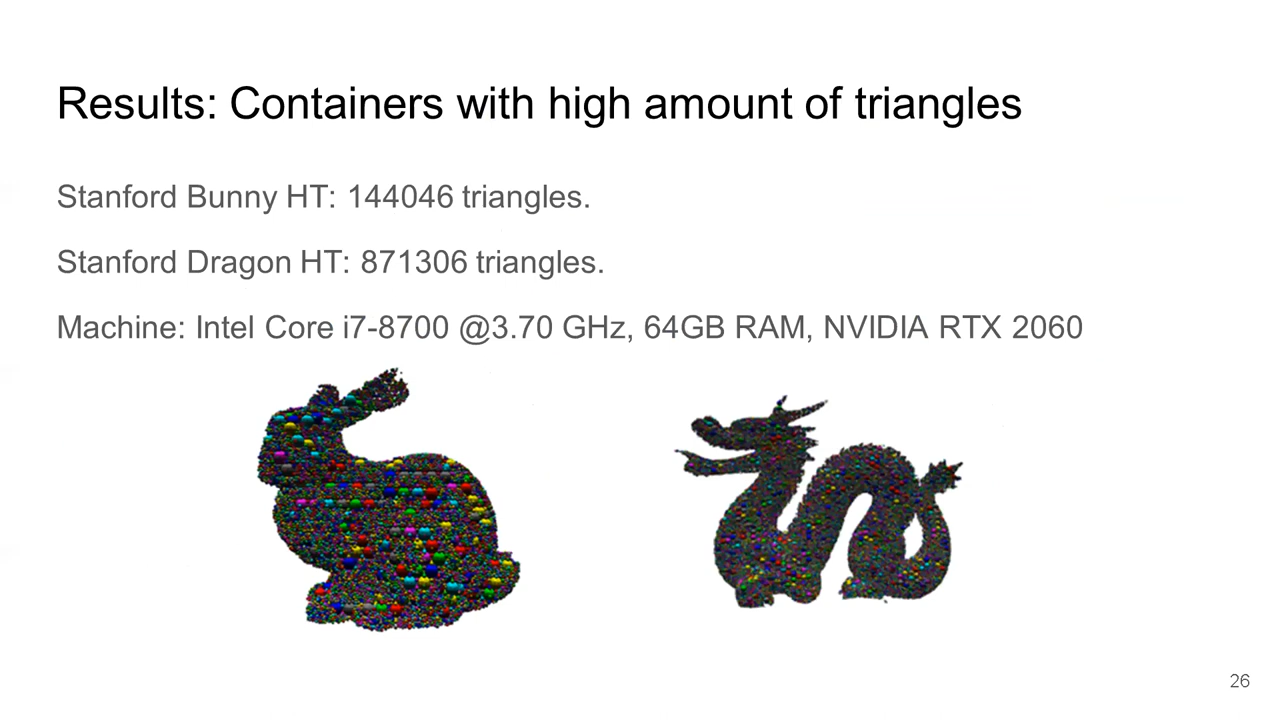 Results: Containers with high amount of triangles
Stanford Bunny HT: 144046 triangles.
Stanford Dragon HT: 871306 triangles.
Machine: Intel Core i7-8700 @3.70 GHz, 64GB RAM, NVIDIA RTX 2060
26